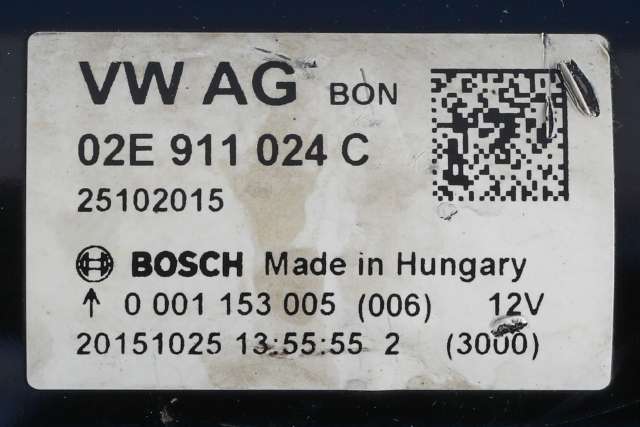 VW AG BON
02E 911 024 C
25102015
BOSCH Made in Hungary
↑ 0 001 153 005 (006) 12V
20151025 13:55:55 2 (3000)